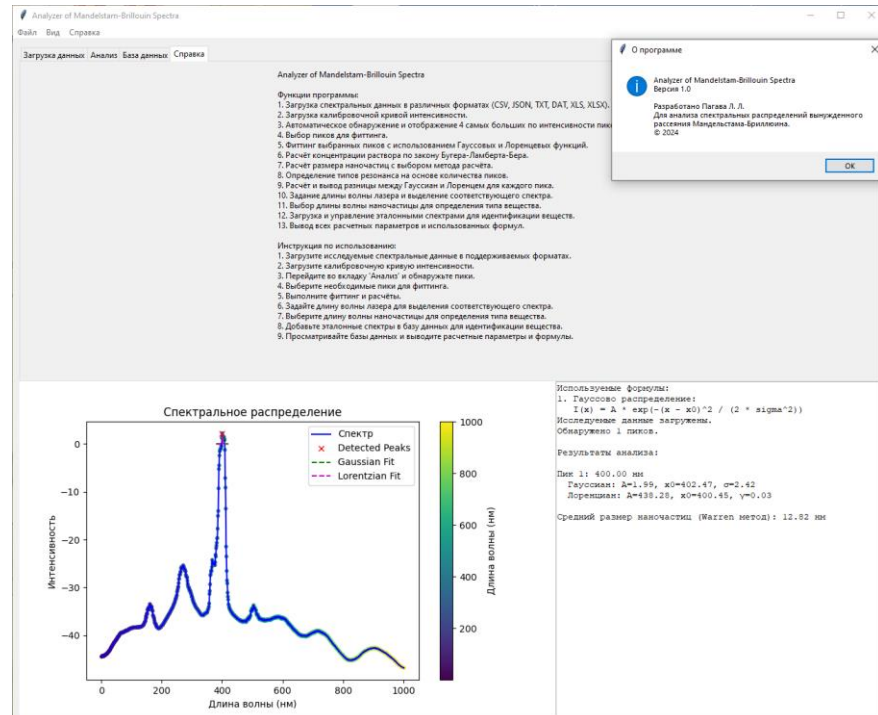 Analyzer of Mandelstam-Brillouin Spectra
Файл Вид Справка
Загрузка данных Анализ База данных Справка
Analyzer of Mandelstam-Brillouin Spectra
Функции программы:
1. Загрузка спектральных данных в различных форматах (CSV, JSON, TXT, DAT, XLS, XLSX).
2. Загрузка калибровочной кривой интенсивности.
3. Автоматическое обнаружение и отображение 4 самых больших по интенсивности
4. Выбор пиков для фиттинга.
5. Фиттинг выбранных пиков с использованием Гауссовых и Лоренцевых функций.
6. Расчёт концентрации раствора по закону Бугера-Ламберта-Бера.
7. Расчёт размера наночастиц с выбором метода расчёта.
8. Определение типов резонанса на основе количества пиков.
9. Расчёт и вывод разницы между Гауссиан и Лоренцем для каждого пика.
10. Задание длины волны лазера и выделение соответствующего спектра.
11. Выбор длины волны наночастицы для определения типа вещества.
12. Загрузка и управление эталонными спектрами для идентификации веществ.
13. Вывод всех расчетных параметров и использованных формул.
Инструкция по использованию:
1. Загрузите исследуемые спектральные данные в поддерживаемых форматах.
2. Загрузите калибровочную кривую интенсивности.
3. Перейдите во вкладку 'Анализ' и обнаружьте пики.
4. Выберите необходимые пики для фиттинга.
5. Выполните фиттинг и расчёты.
6. Задайте длину волны лазера для выделения соответствующего спектра.
7. Выберите длину волны наночастицы для определения типа вещества.
8. Добавьте эталонные спектры в базу данных для идентификации вещества.
9. Просматривайте базы данных и выводите расчетные параметры и формулы.
О программе
Analyzer of Mandelstam-Brillouin Spectra
Версия 1.0
Разработано Пагава Л. Л.
Для анализа спектральных распределений вынужденного
рассеяния Мандельстама-Бриллюина.
© 2024
OK
Спектральное распределение
Спектр
Detected Peaks
Gaussian Fit
Lorentzian Fit
Интенсивность
0
−10
−20
−30
−40
0 200 400 600 800 1000
Длина волны (нм)
1000
800
600
400
200
Длина волны (нм)
Используемые формулы:
1. Гауссово распределение:
I(x) = A * exp(-(x - x0)^2 / (2 * sigma^2))
Исследуемые данные загружены.
Обнаружено 1 пиков.
Результаты анализа:
Пик 1: 400.00 нм
Гауссиан: A=1.99, x0=402.47, σ=2.42
Лоренциан: A=438.28, x0=400.45, γ=0.03
Средний размер наночастиц (Warren метод): 12.82 нм